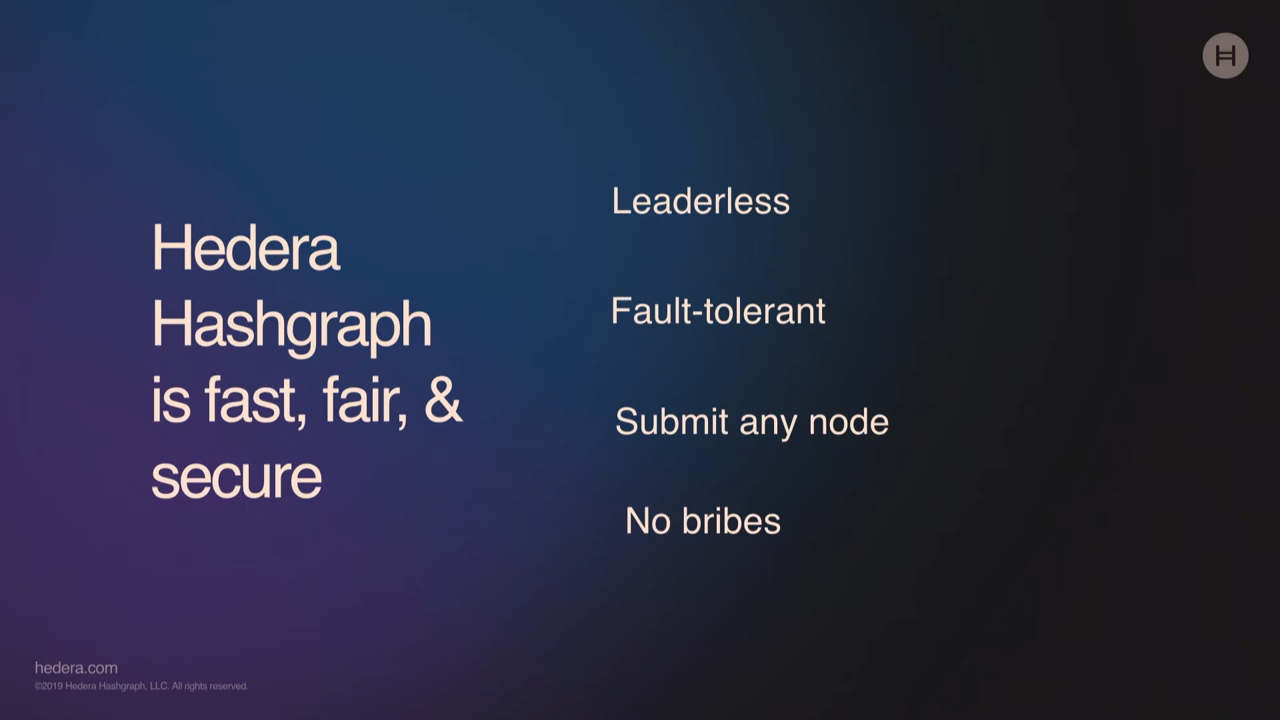 Hedera
Hashgraph
is fast, fair, &
secure
Leaderless
Fault-tolerant
Submit any node
No bribes
hedera.com
©2019 Hedera Hashgraph, LLC. All rights reserved.